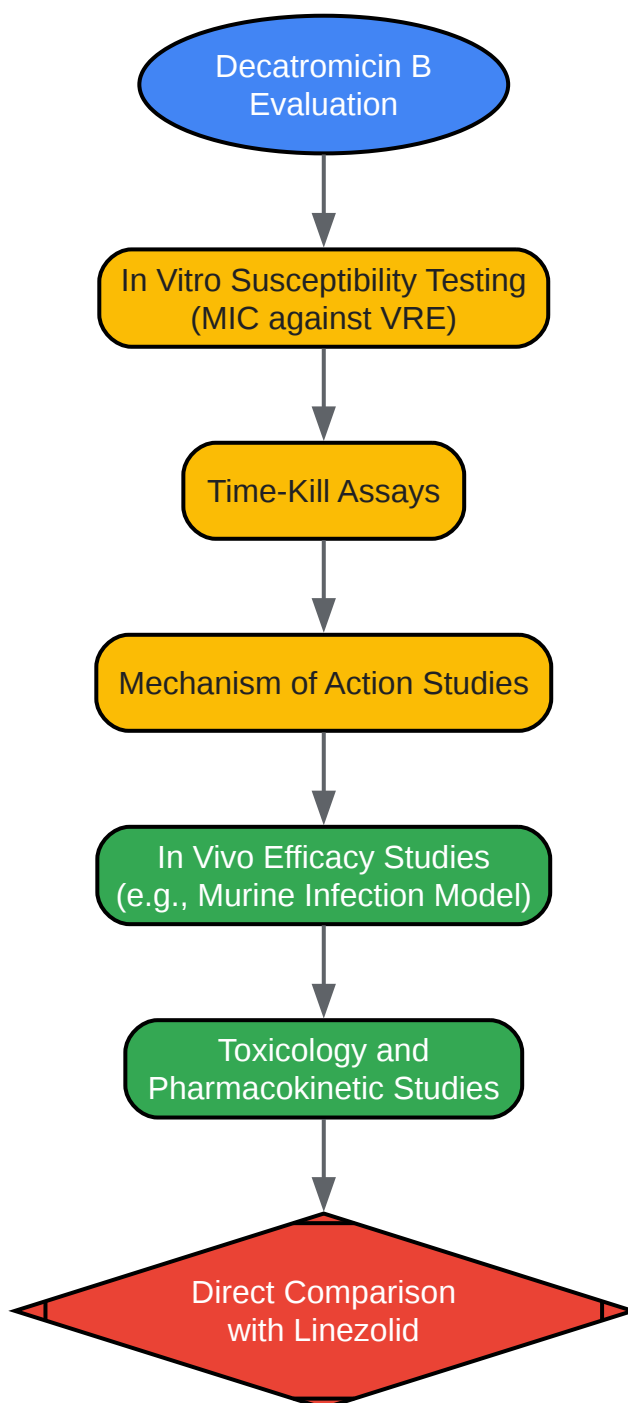 Decatromicin B
Evaluation
In Vitro Susceptibility Testing
(MIC against VRE)
Time-Kill Assays
Mechanism of Action Studies
In Vivo Efficacy Studies
(e.g., Murine Infection Model)
Toxicology and
Pharmacokinetic Studies
Direct Comparison
with Linezolid